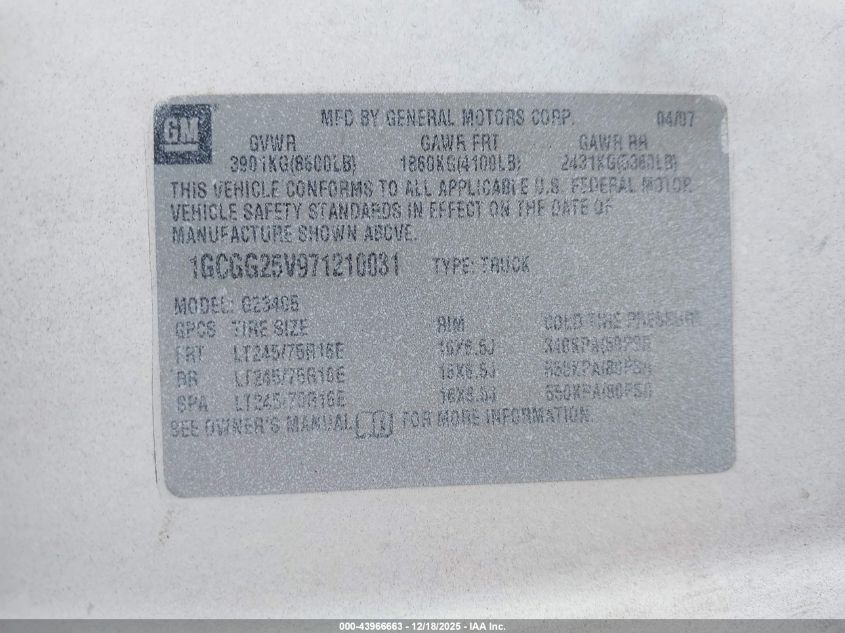 GM
MFD BY GENERAL MOTORS CORP. 04/07
GVWR GAWR FRT GAWR RR
3901KG(8600LB) 1860KG(4100LB) 2431KG(5360LB)
THIS VEHICLE CONFORMS TO ALL APPLICABLE U.S. FEDERAL MOTOR
VEHICLE SAFETY STANDARDS IN EFFECT ON THE DATE OF
MANUFACTURE SHOWN ABOVE.
1GCGG25V971210031 TYPE: TRUCK
MODEL: G23405
GPCS TIRE SIZE RIM COLD TIRE PRESSURE
FRT LT245/75R16E 16X6.5J
RR LT245/75R16E 16X6.5J
SPA LT245/75R16E 16X6.5J 550KPA(80PSI)
SEE OWNER'S MANUAL FOR MORE INFORMATION.
000-43966663 - 12/18/2025 - IAA Inc.